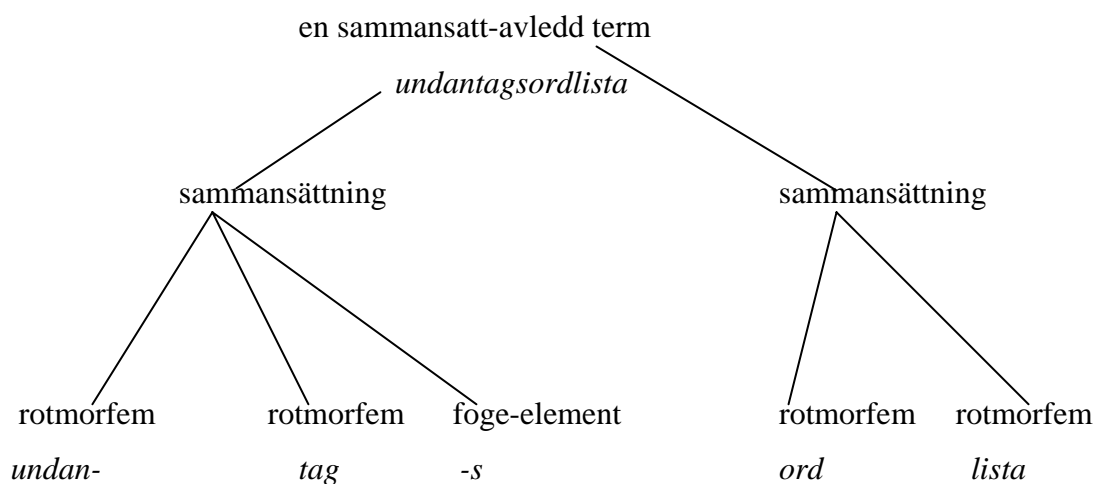 en sammansatt-avledd term
undantagsordlista
sammansättning sammansättning
rotmorfem rotmorfem foge-element rotmorfem rotmorfem
undan- tag -s ord lista